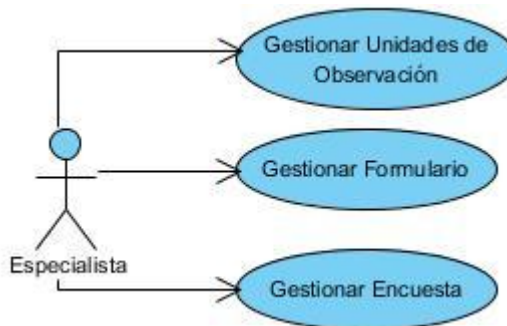 Gestionar Unidades de
Observación
Gestionar Formulario
Especialista
Gestionar Encuesta